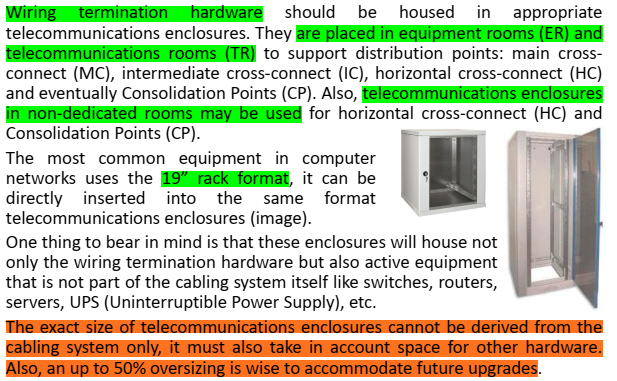 Wiring termination hardware should be housed in appropriate
telecommunications enclosures. They are placed in equipment rooms (ER) and
telecommunications rooms (TR) to support distribution points: main cross-
connect (MC), intermediate cross-connect (IC), horizontal cross-connect (HC)
and eventually Consolidation Points (CP). Also, telecommunications enclosures
in non-dedicated rooms may be used for horizontal cross-connect (HC) and
Consolidation Points (CP).
The most common equipment in computer
networks uses the 19” rack format, it can be
directly inserted into the same format
telecommunications enclosures (image).
One thing to bear in mind is that these enclosures will house not
only the wiring termination hardware but also active equipment
that is not part of the cabling system itself like switches, routers,
servers, UPS (Uninterruptible Power Supply), etc.
The exact size of telecommunications enclosures cannot be derived from the
cabling system only, it must also take in account space for other hardware.
Also, an up to 50% oversizing is wise to accommodate future upgrades.